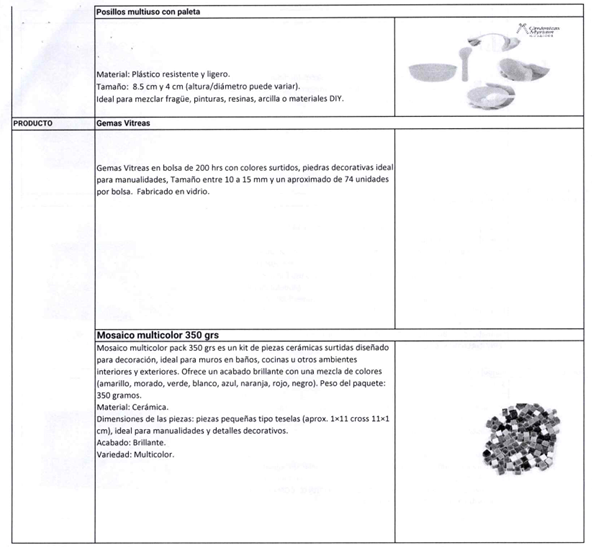 Posillos multiuso con paleta
Material: Plástico resistente y ligero.
Tamaño: 8.5 cm y 4 cm (altura/diámetro puede variar).
Ideal para mezclar fragüe, pinturas, resinas, arcilla o materiales DIY.
PRODUCTO
Gemas Vitreas
Gemas Vitreas en bolsa de 200 hrs con colores surtidos, piedras decorativas ideal
para manualidades, Tamaño entre 10 a 15 mm y un aproximado de 74 unidades
por bolsa. Fabricado en vidrio.
Mosaico multicolor 350 grs
Mosaico multicolor pack 350 grs es un kit de piezas cerámicas surtidas diseñado
para decoración, ideal para muros en baños, cocinas u otros ambientes
interiores y exteriores. Ofrece un acabado brillante con una mezcla de colores
(amarillo, morado, verde, blanco, azul, naranja, rojo, negro). Peso del paquete:
350 gramos.
Material: Cerámica.
Dimensiones de las piezas: piezas pequeñas tipo teselas (aprox. 1×11 cross 11×1
cm), ideal para manualidades y detalles decorativos.
Acabado: Brillante.
Variedad: Multicolor.